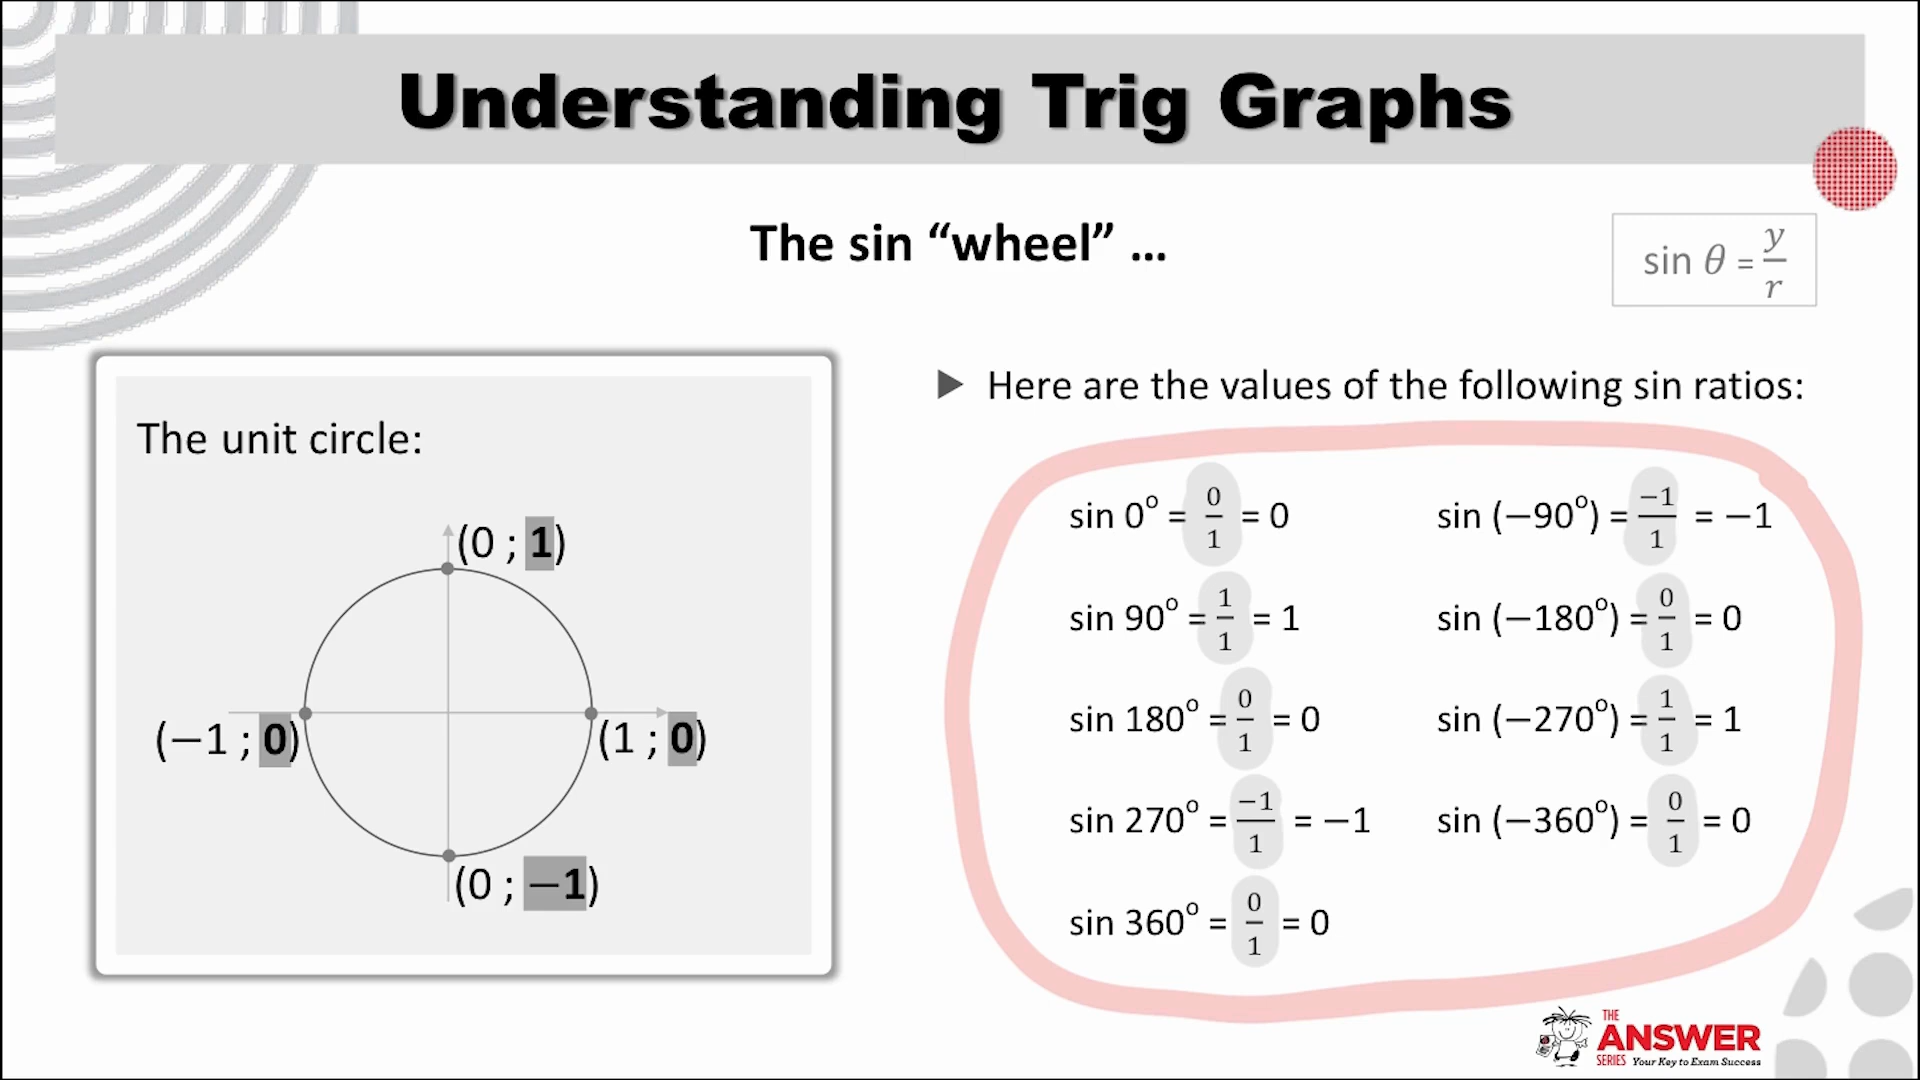 Understanding Trig Graphs
The sin “wheel” ...
sin θ = y/r
The unit circle:
(0 ; 1)
(−1 ; 0)
(1 ; 0)
(0 ; −1)
▶ Here are the values of the following sin ratios:
sin 0° = 0/1 = 0
sin 90° = 1/1 = 1
sin 180° = 0/1 = 0
sin 270° = −1/1 = −1
sin 360° = 0/1 = 0
sin (−90°) = −1/1 = −1
sin (−180°) = 0/1 = 0
sin (−270°) = 1/1 = 1
sin (−360°) = 0/1 = 0
THE
ANSWER
SERIES Your Key to Exam Success